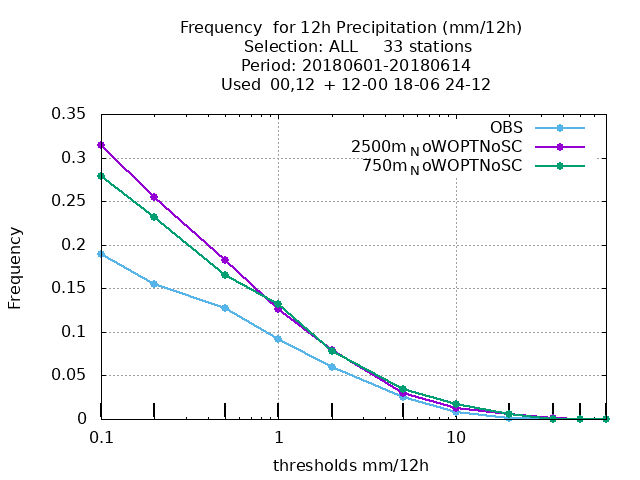 Frequency  for 12h Precipitation (mm/12h)
Selection: ALL     33 stations
Period: 20180601-20180614
Used  00,12  + 12-00 18-06 24-12
OBS
2500m_NoWOPTNoSC
750m_NoWOPTNoSC
0.35
0.3
0.25
0.2
0.15
0.1
0.05
0
Frequency
0.1 1 10
thresholds mm/12h